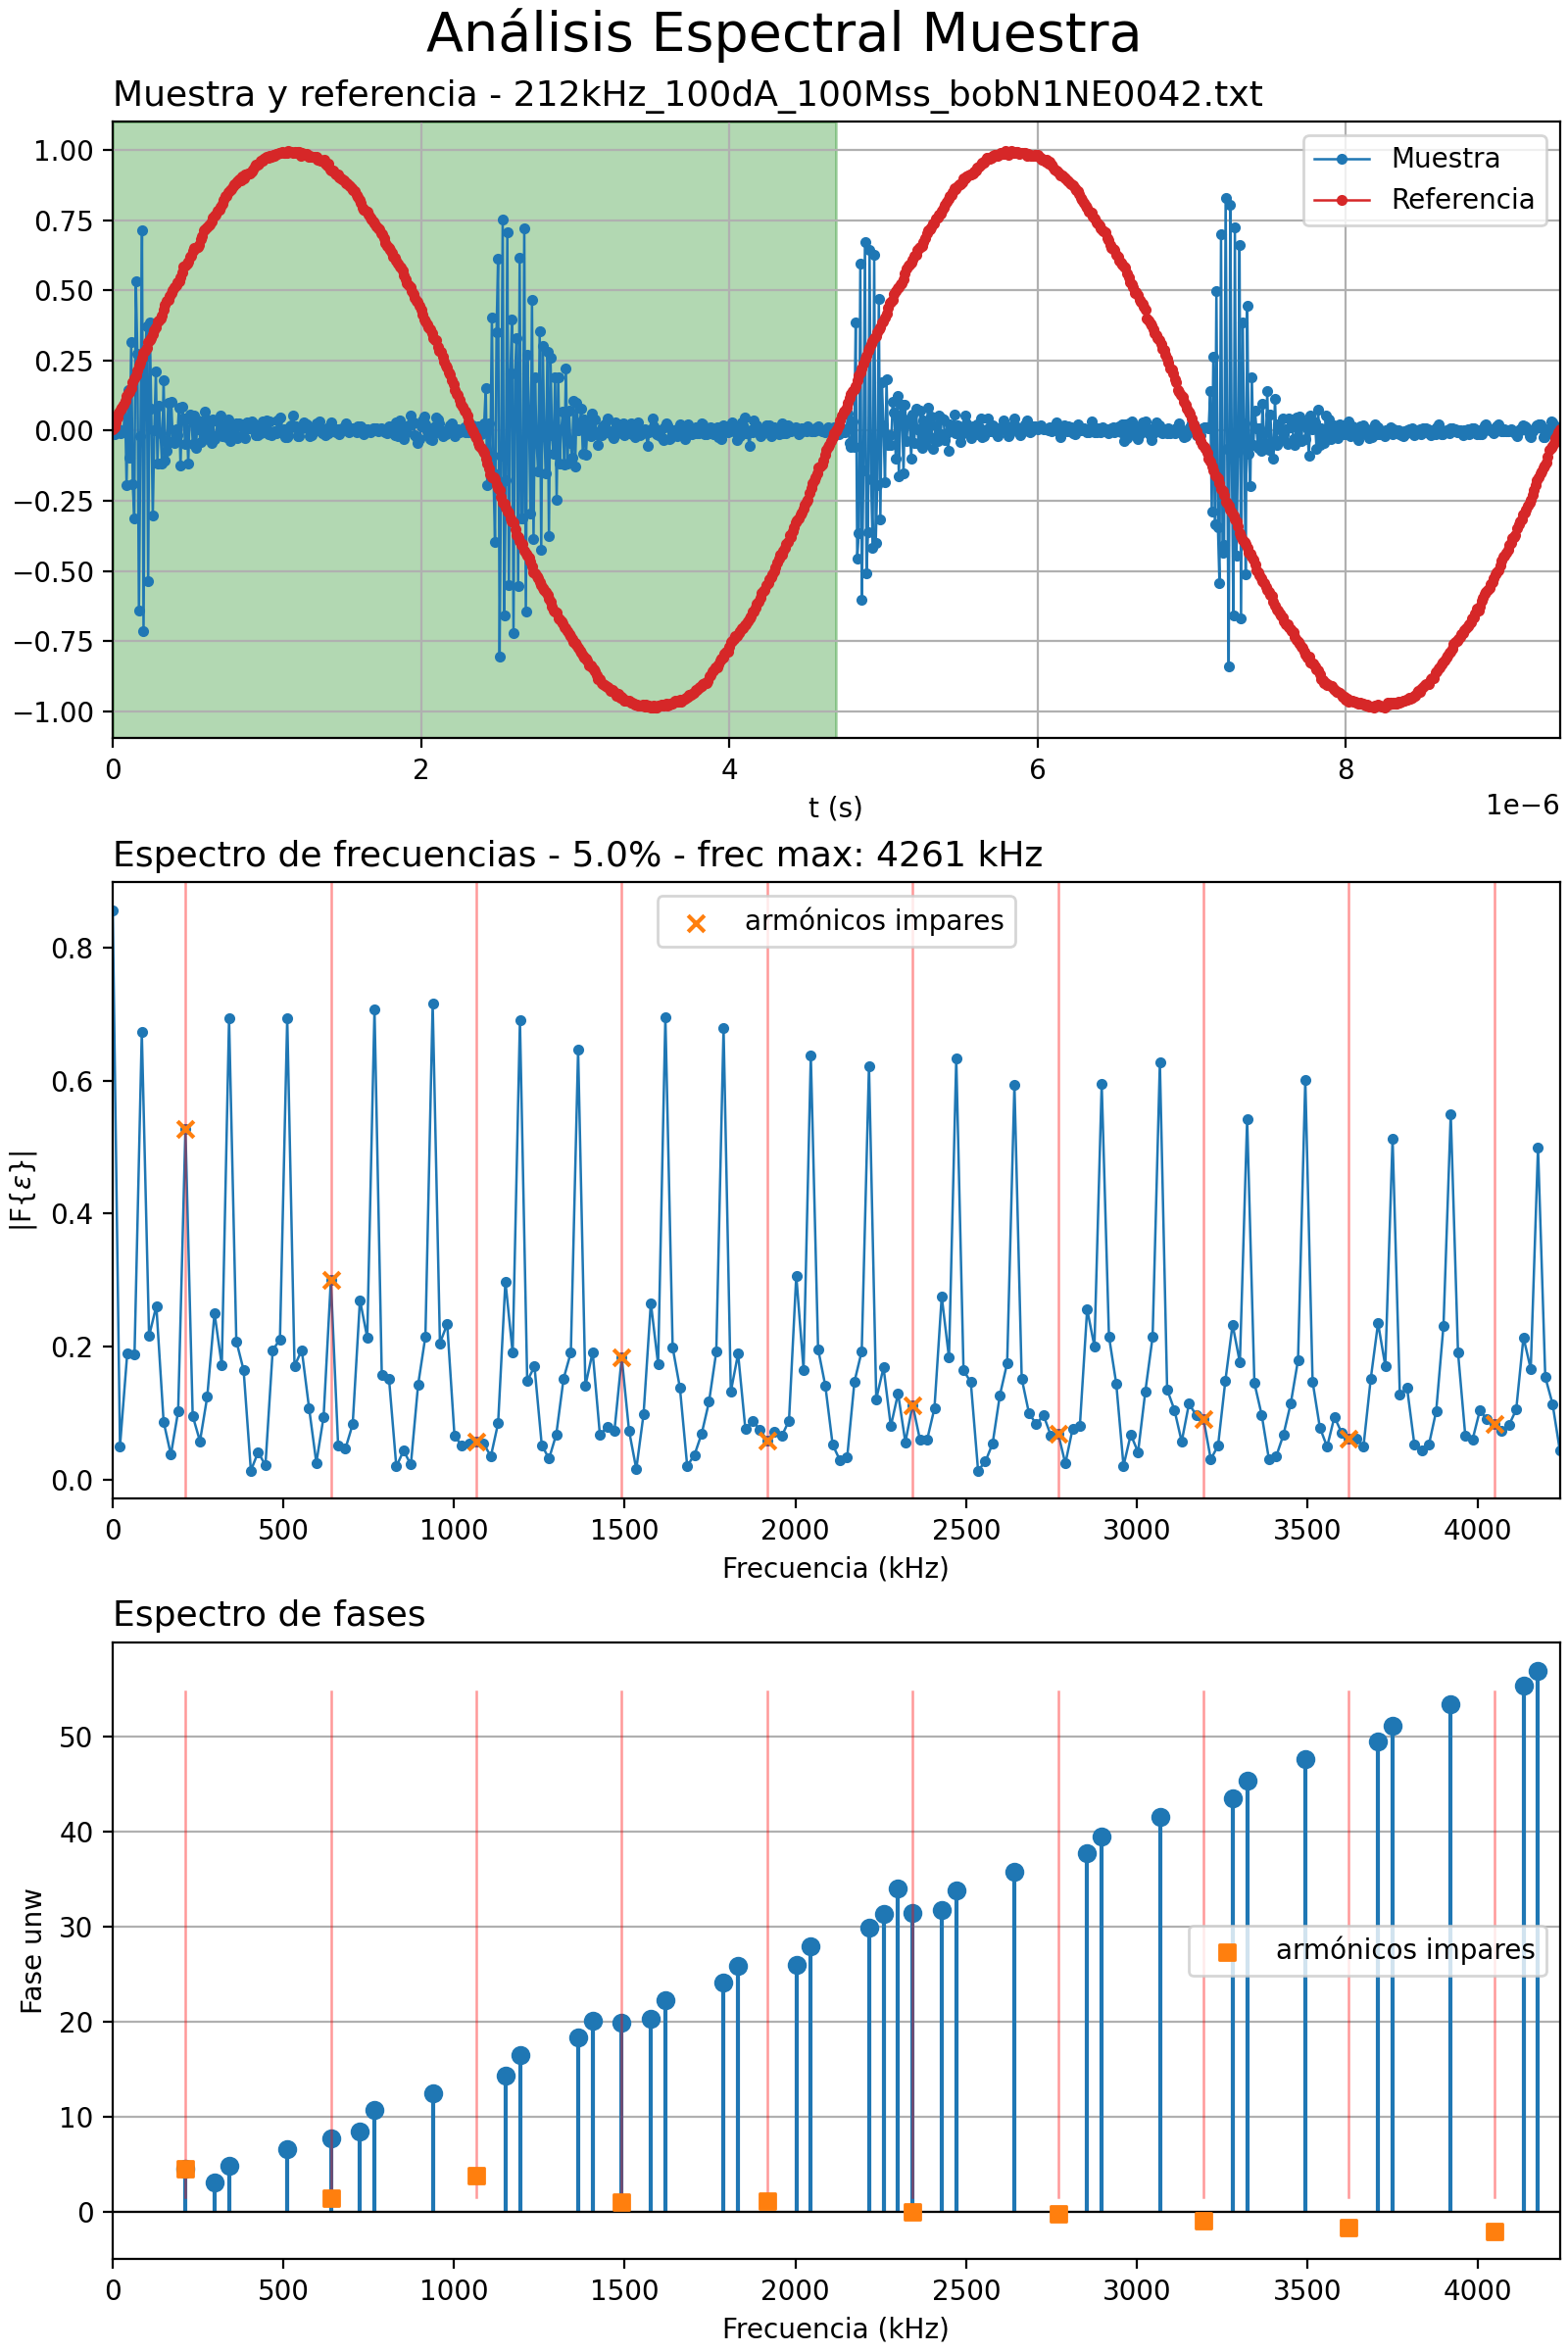 Análisis Espectral Muestra
Muestra y referencia - 212kHz_100dA_100Mss_bobN1NE0042.txt
1.00
0.75
0.50
0.25
0.00
−0.25
−0.50
−0.75
−1.00
Muestra
Referencia
0 2 4 6 8
1e−6
t (s)
Espectro de frecuencias - 5.0% - frec max: 4261 kHz
armónicos impares
|F{ε}|
0.8
0.6
0.4
0.2
0.0
0 500 1000 1500 2000 2500 3000 3500 4000
Frecuencia (kHz)
Espectro de fases
Fase unw
50
40
30
20
10
0
armónicos impares
0 500 1000 1500 2000 2500 3000 3500 4000
Frecuencia (kHz)